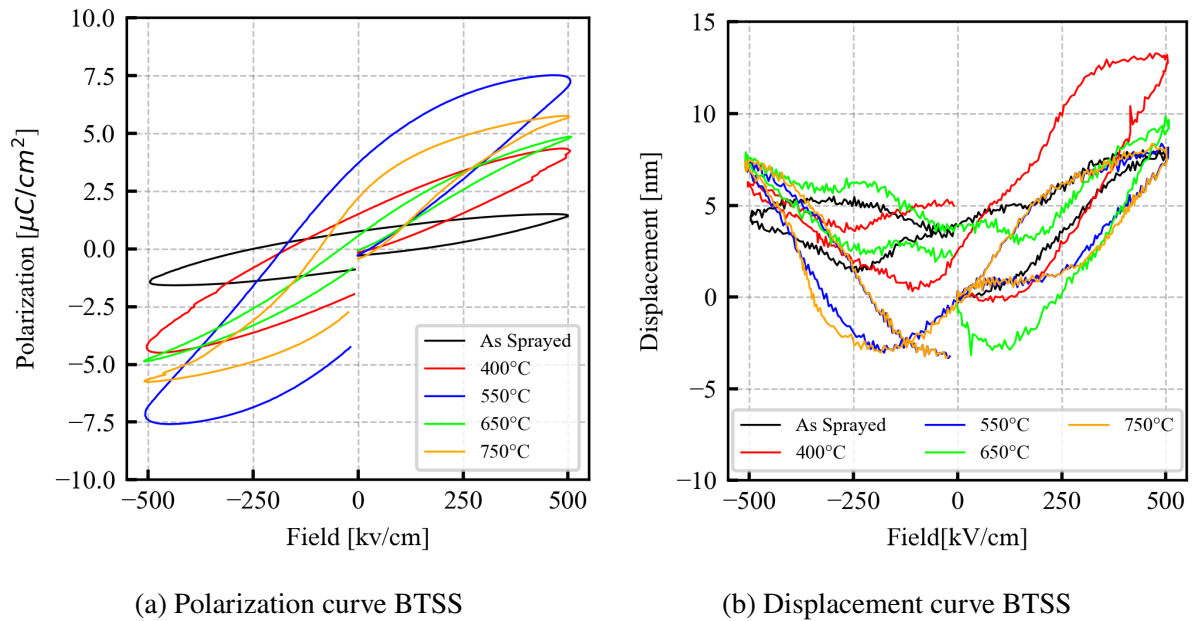 10.0
7.5
5.0
2.5
0.0
−2.5
−5.0
−7.5
−10.0
Polarization [μC/cm²]
−500
−250
0
250
500
Field [kv/cm]
As Sprayed
400°C
550°C
650°C
750°C
(a) Polarization curve BTSS
15
10
5
0
−5
−10
Displacement [nm]
−500
−250
0
250
500
Field[kV/cm]
As Sprayed
400°C
550°C
650°C
750°C
(b) Displacement curve BTSS